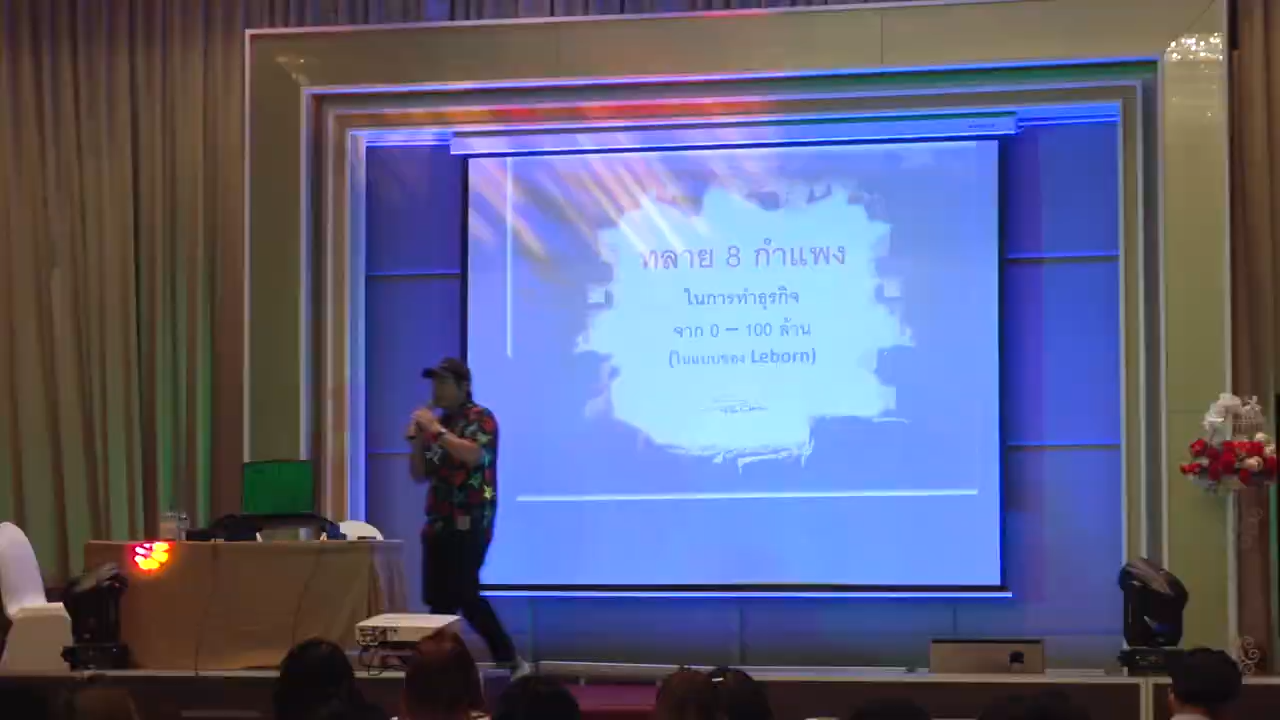 ทลาย 8 กำแพง
ในการทำธุรกิจ
จาก 0 – 100 ล้าน
(ในแบบของ Leborn)